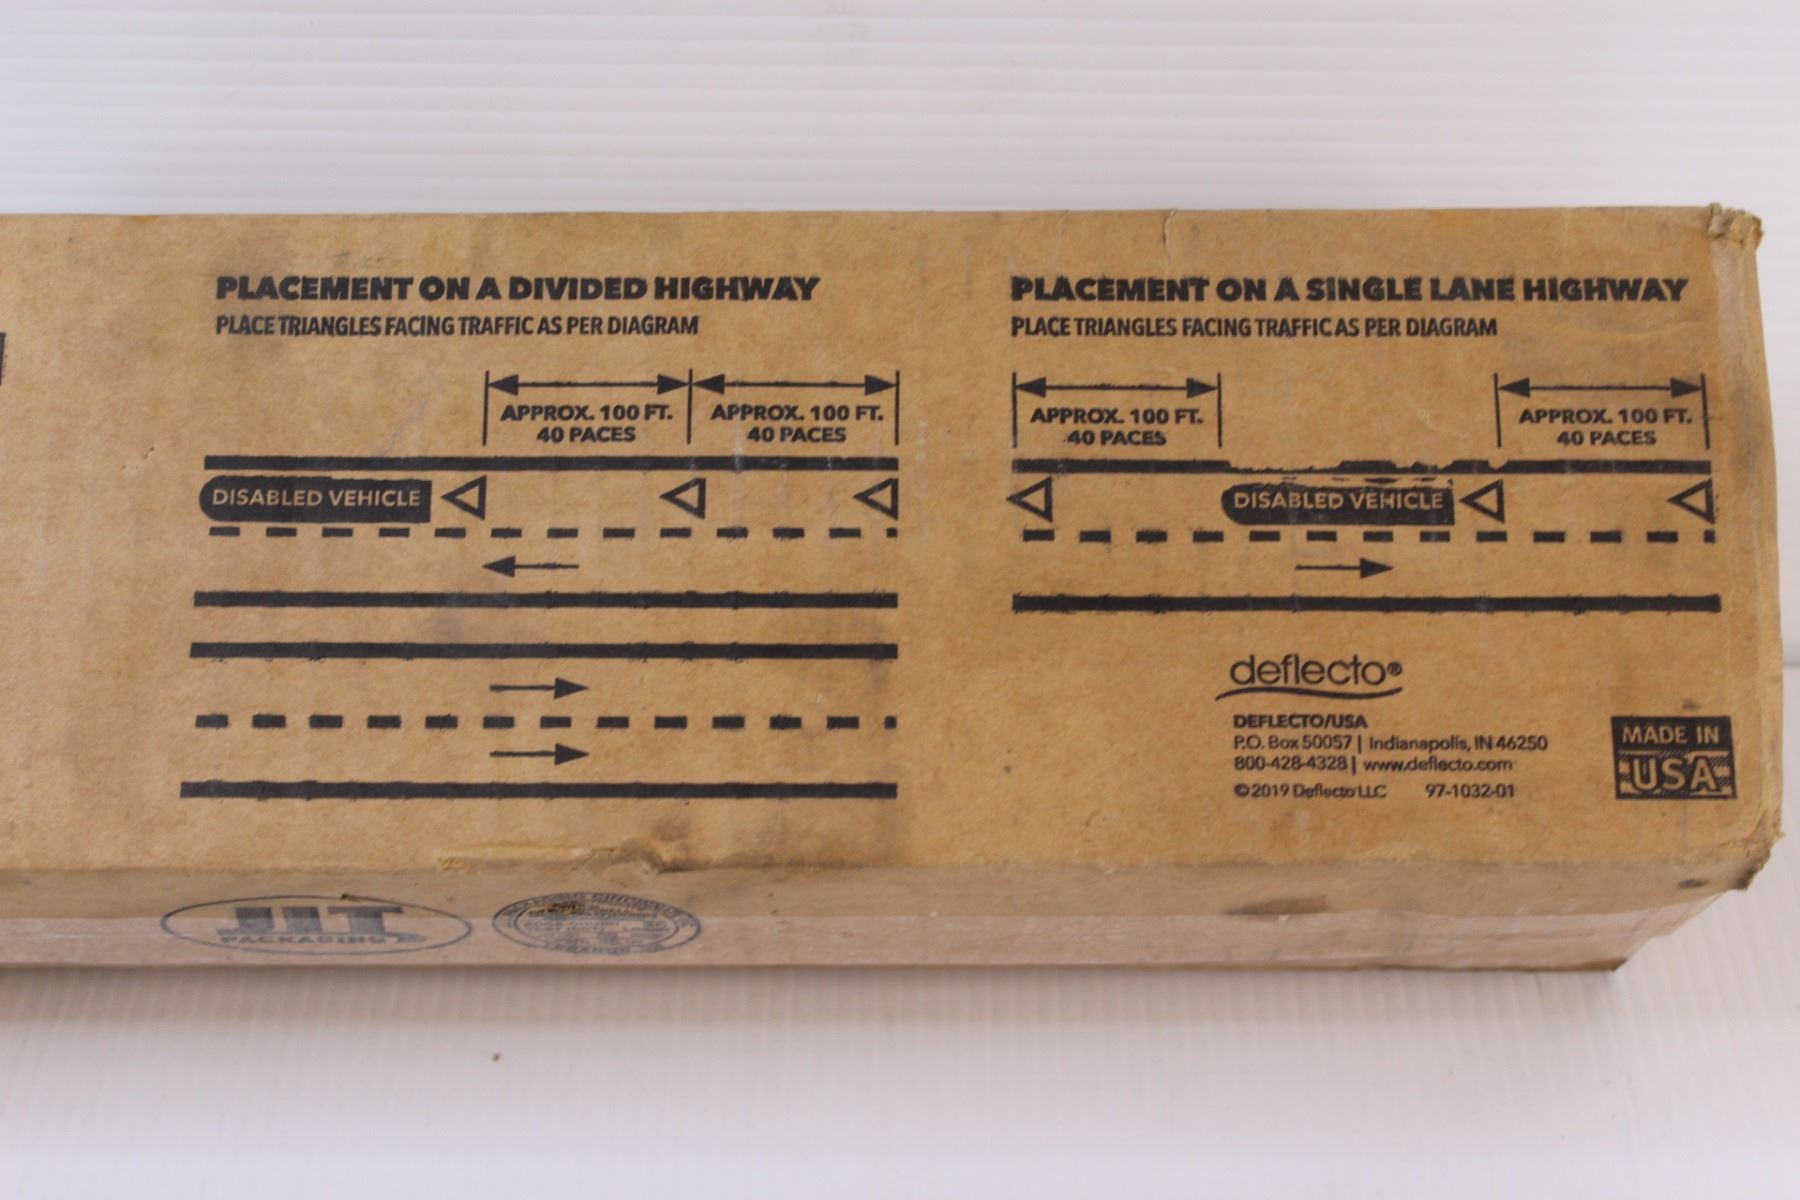 PLACEMENT ON A DIVIDED HIGHWAY
PLACE TRIANGLES FACING TRAFFIC AS PER DIAGRAM
APPROX. 100 FT.
40 PACES
APPROX. 100 FT.
40 PACES
DISABLED VEHICLE
PLACEMENT ON A SINGLE LANE HIGHWAY
PLACE TRIANGLES FACING TRAFFIC AS PER DIAGRAM
APPROX. 100 FT.
40 PACES
APPROX. 100 FT.
40 PACES
DISABLED VEHICLE
deflecto®
DEFLECTO/USA
P.O. Box 50057 | Indianapolis, IN 46250
800-428-4328 | www.deflecto.com
©2019 Deflecto LLC 97-1032-01
MADE IN
USA
JIT
PACKAGING